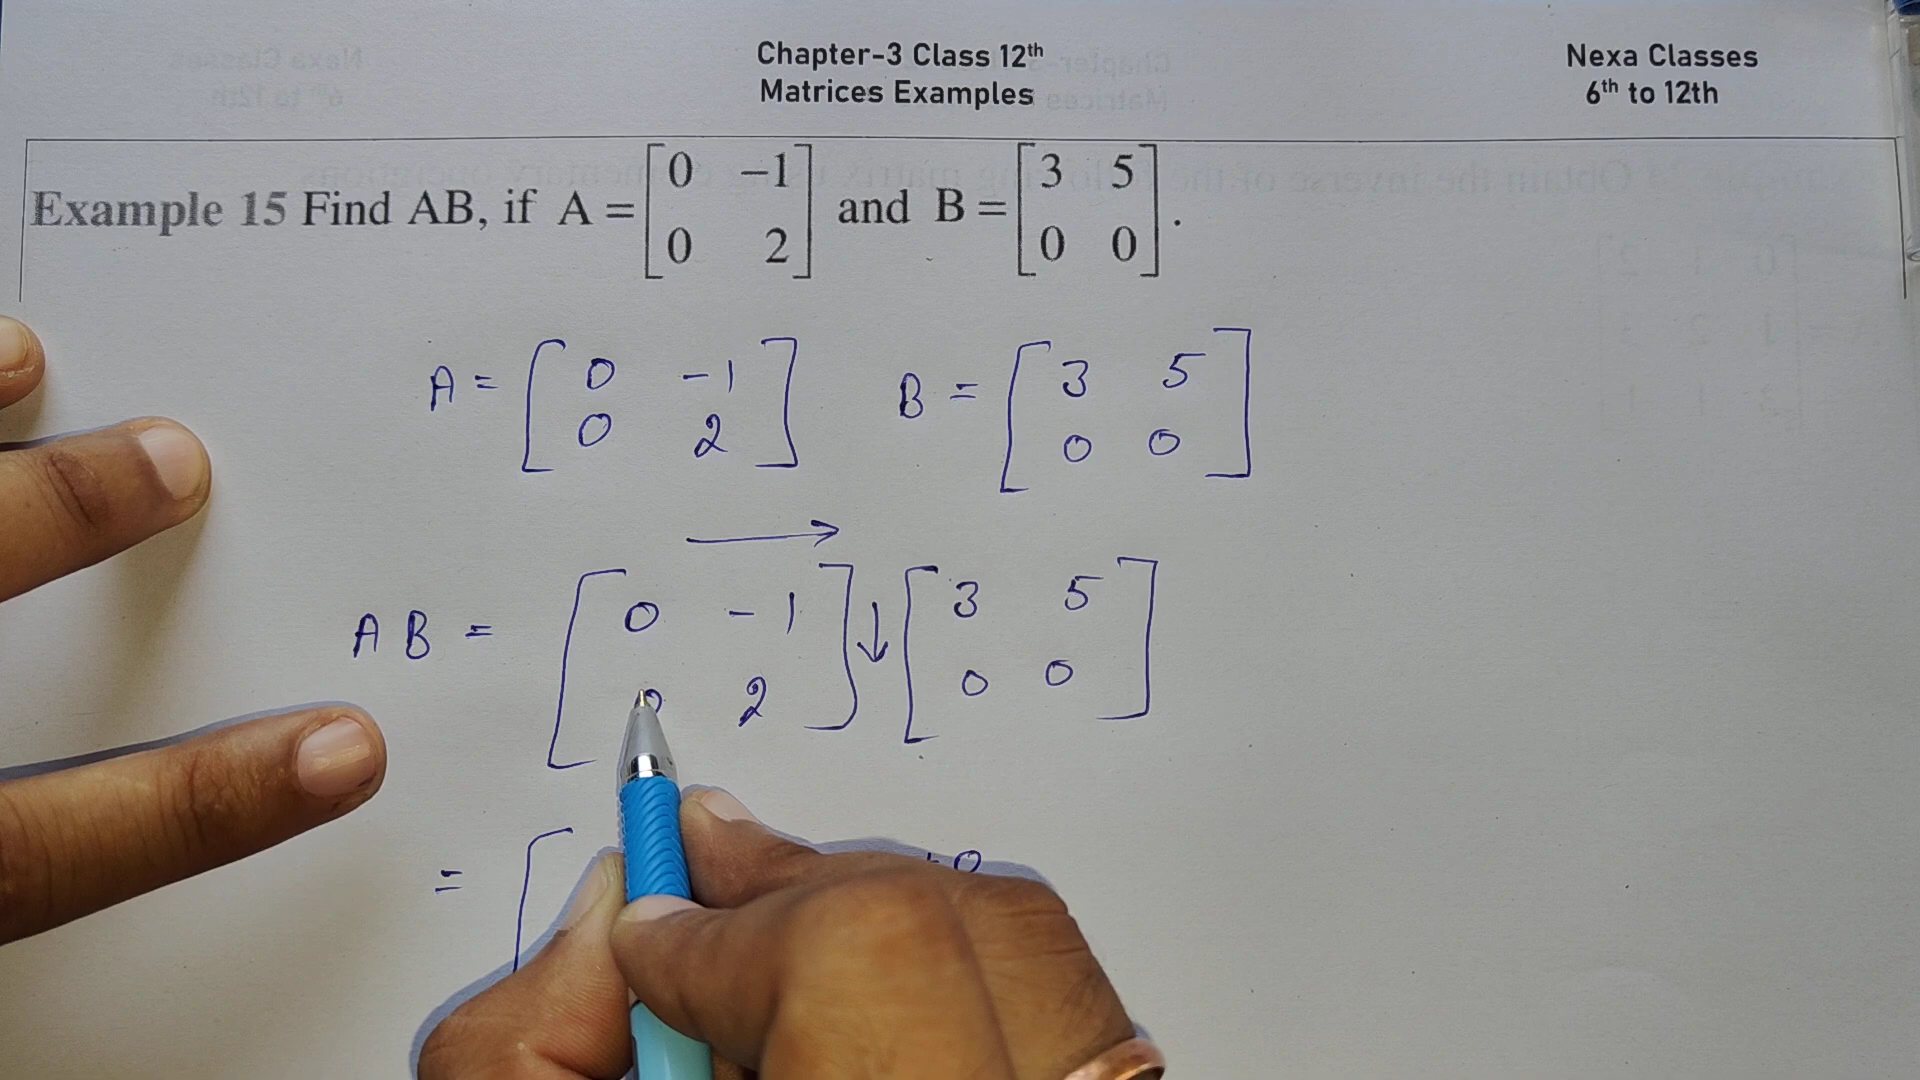 Chapter-3 Class 12th
Matrices Examples
Nexa Classes
6th to 12th
Example 15 Find AB, if A = [0 -1 and B = [3 5
0 2] 0 0].
A = [0 -1 B = [3 5
0 2] 0 0]
→
A B = [0 -1 ↓ [3 5
0 2] 0 0]
= [ +0